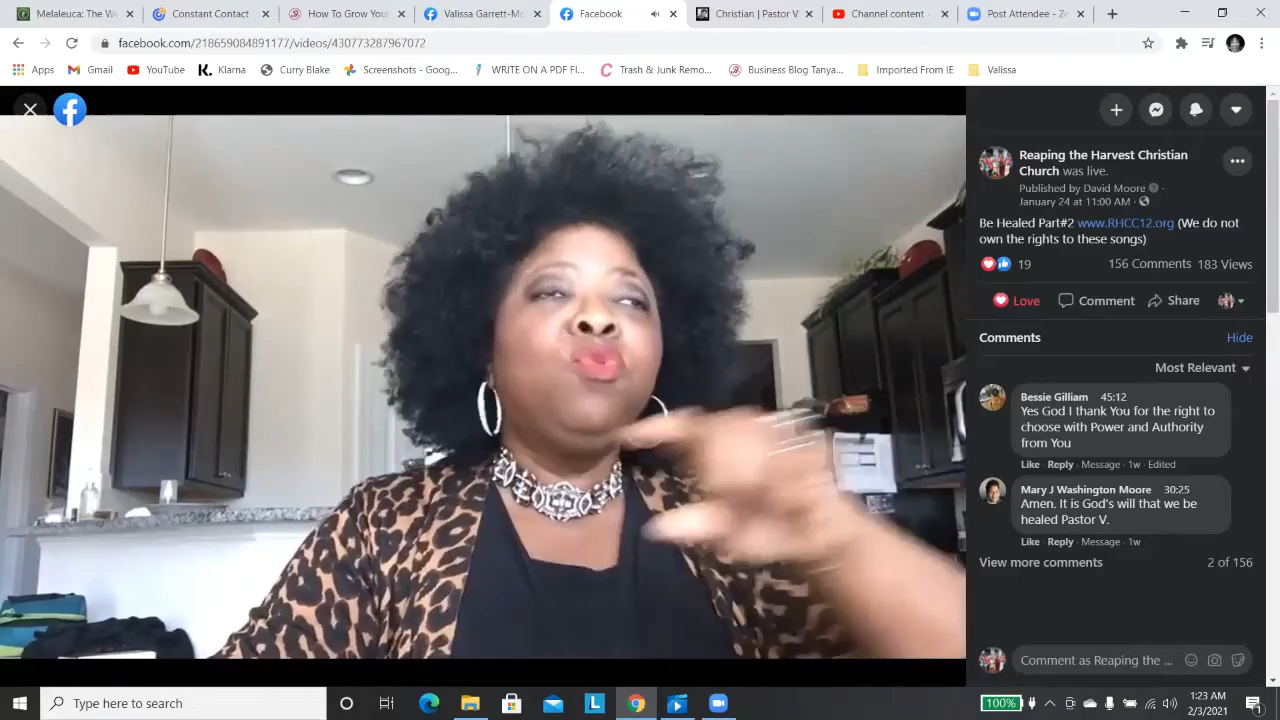 Melaleuca: The We
Constant Contact
How To Grow Your
Valissa Garrett-Mc
Facebook
Christian | Pastor V
Channel content -
Post Attendee - Ze
facebook.com/218659084891177/videos/430773287967072
Apps
Gmail
YouTube
K. Klarna
Curry Blake
Screenshots - Goog...
WRITE ON A PDF Fl...
Trash & Junk Remo...
Business Blog Tanya...
Imported From IE
Valissa
Reaping the Harvest Christian
Church was live.
Published by David Moore
January 24 at 11:00 AM ·
Be Healed Part#2 www.RHCC12.org (We do not
own the rights to these songs)
19
156 Comments 183 Views
Love
Comment
Share
Comments
Hide
Most Relevant
Bessie Gilliam 45:12
Yes God I thank You for the right to
choose with Power and Authority
from You
Like · Reply · Message · 1w · Edited
Mary J Washington Moore 30:25
Amen. It is God's will that we be
healed Pastor V.
Like · Reply · Message · 1w
View more comments
2 of 156
Comment as Reaping the ...
Type here to search
L
100%
1:23 AM
2/3/2021
1